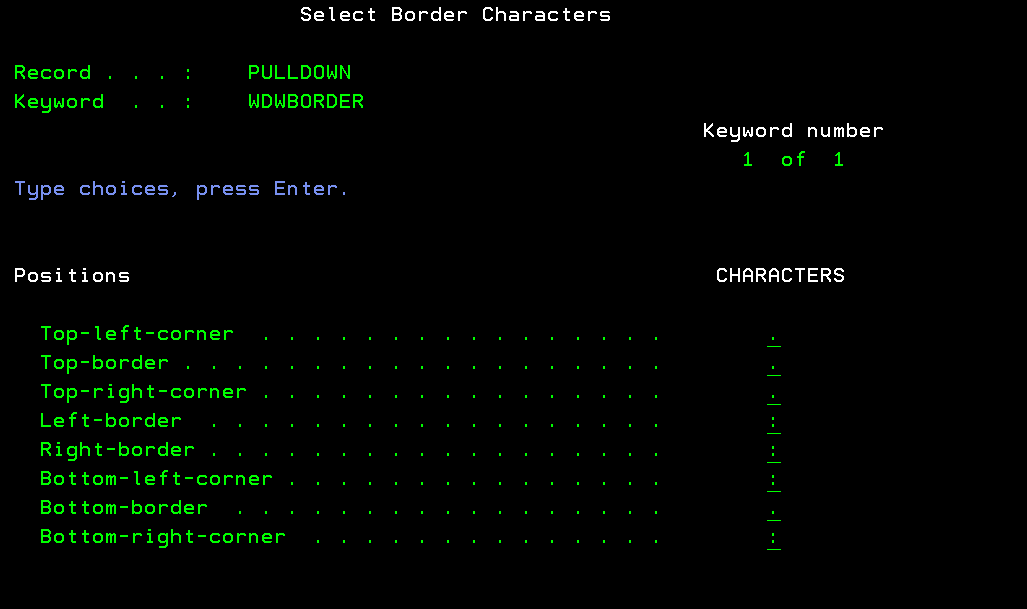 Select Border Characters
Record . . . :    PULLDOWN
Keyword  . . :    WDWBORDER
Keyword number
1  of  1
Type choices, press Enter.
Positions    CHARACTERS
Top-left-corner  . . . . . . . . . . . . . . . .    .
Top-border . . . . . . . . . . . . . . . . . . .    .
Top-right-corner . . . . . . . . . . . . . . . .    .
Left-border  . . . . . . . . . . . . . . . . . .    :
Right-border . . . . . . . . . . . . . . . . . .    :
Bottom-left-corner . . . . . . . . . . . . . . .    :
Bottom-border  . . . . . . . . . . . . . . . . .    .
Bottom-right-corner  . . . . . . . . . . . . . .    :